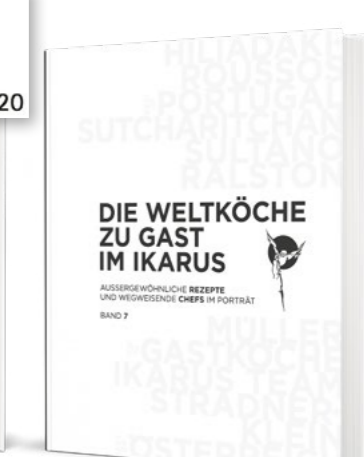 20
HILIADAKI
ROUSSOS
#PORTUGAL
SUTCHARITCHAN
SULTANO
RALSTON
DIE WELTKÖCHE
ZU GAST
IM IKARUS
AUSSERGEWÖHNLICHE REZEPTE
UND WEGWEISENDE CHEFS IM PORTRÄT
BAND 7
MÜLLER
GASTKÖCHE
IKARUS TEAM
STRADNER
KLEIN
#ÖSTERREICH